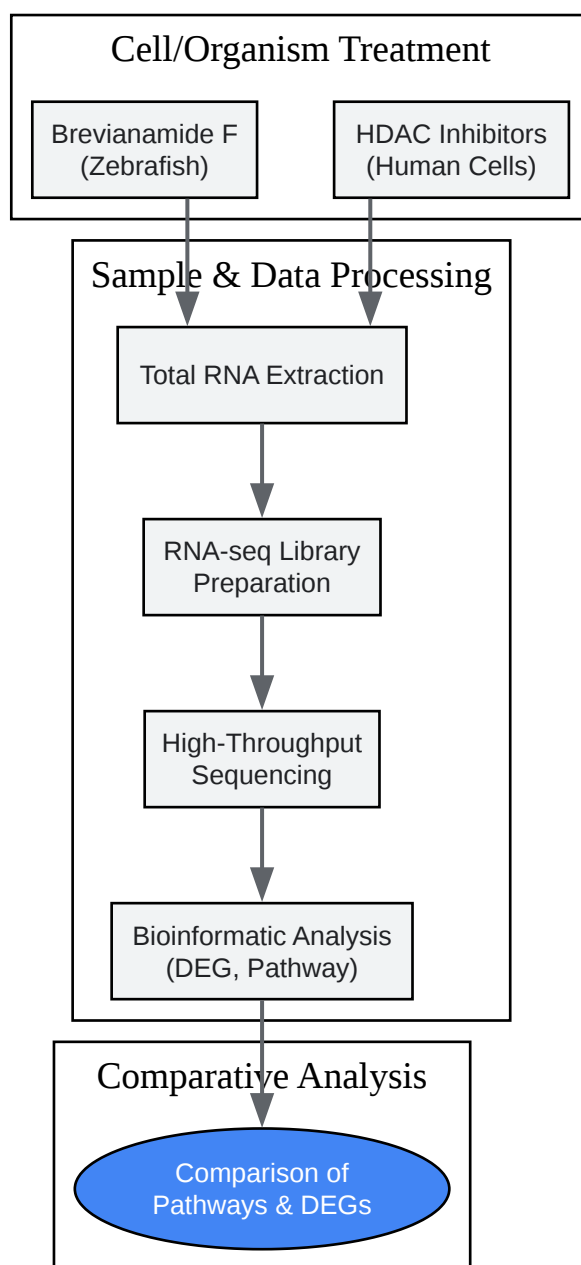 Cell/Organism Treatment
Brevianamide F
(Zebrafish)
HDAC Inhibitors
(Human Cells)
Sample & Data Processing
Total RNA Extraction
RNA-seq Library
Preparation
High-Throughput
Sequencing
Bioinformatic Analysis
(DEG, Pathway)
Comparative Analysis
Comparison of
Pathways & DEGs